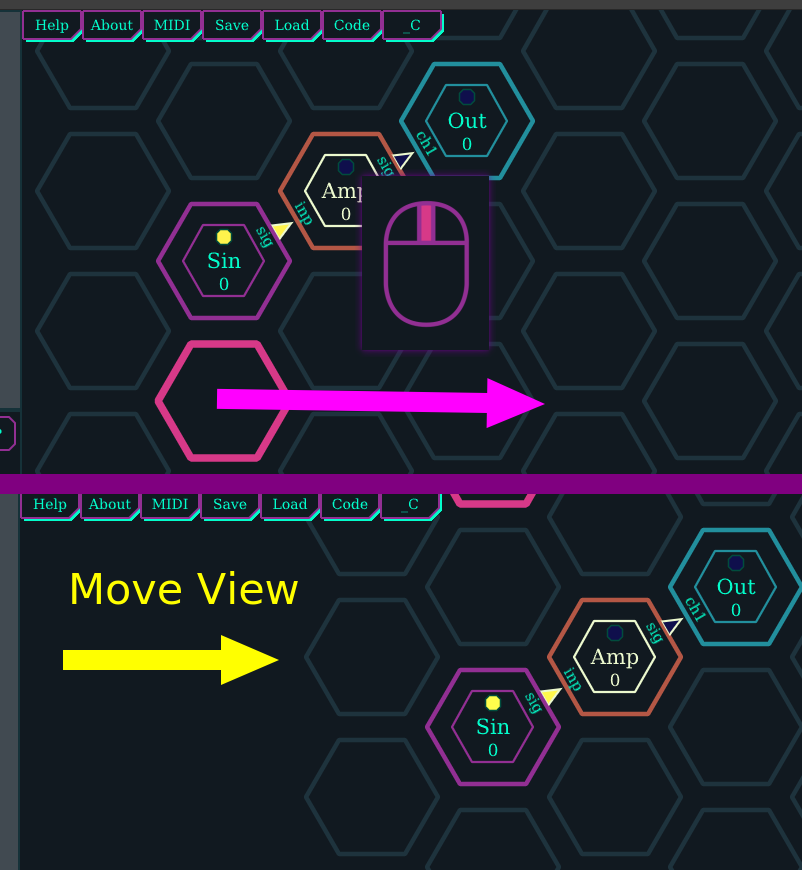 Help About MIDI Save Load Code _C
Out
0
ch1
sig
Amp
0
inp
sig
Sin
0
Help About MIDI Save Load Code _C
Move View
Out
0
ch1
sig
Amp
0
inp
sig
Sin
0